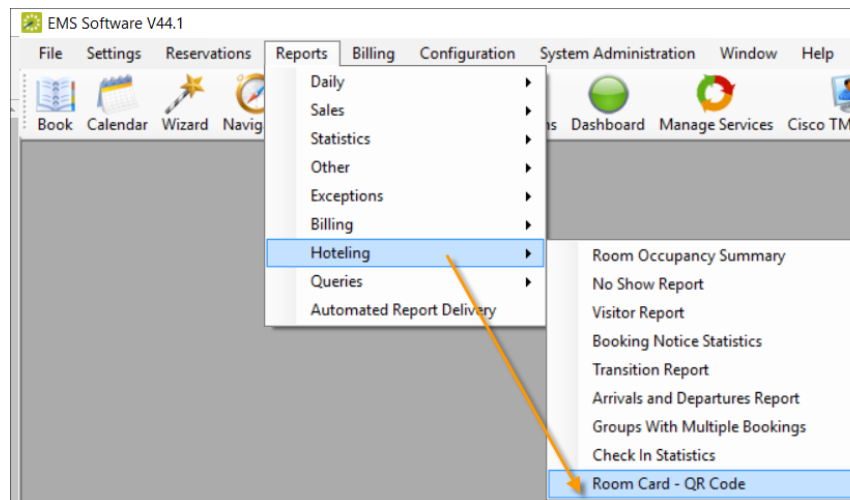 EMS Software V44.1
File Settings Reservations Reports Billing Configuration System Administration Window Help
Book Calendar Wizard Dashboard Manage Services Cisco
Daily
Sales
Statistics
Other
Exceptions
Billing
Hoteling
Queries
Automated Report Delivery
Room Occupancy Summary
No Show Report
Visitor Report
Booking Notice Statistics
Transition Report
Arrivals and Departures Report
Groups With Multiple Bookings
Check In Statistics
Room Card - QR Code